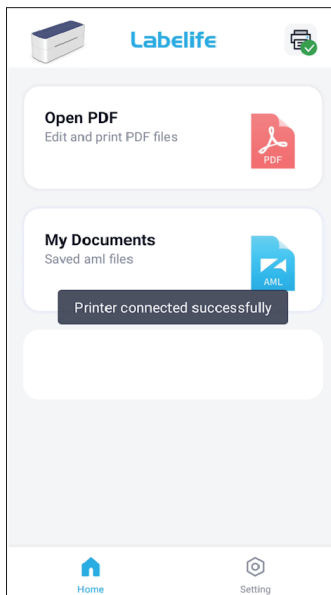 Labelife
Open PDF
Edit and print PDF files
PDF
My Documents
Saved aml files
AML
Printer connected successfully
Home
Setting